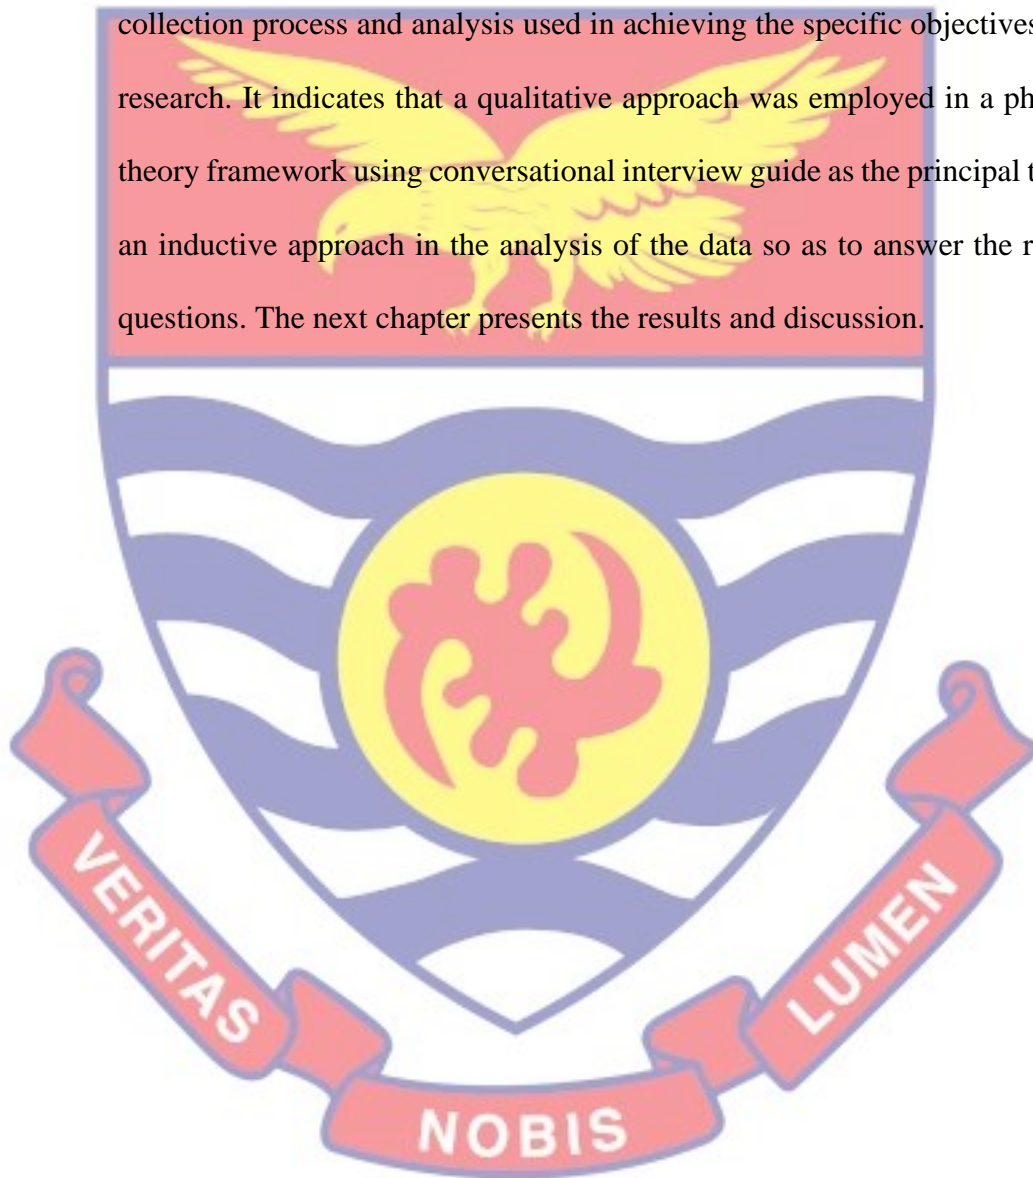 collection process and analysis used in achieving the specific objectives
research. It indicates that a qualitative approach was employed in a ph
theory framework using conversational interview guide as the principal t
an inductive approach in the analysis of the data so as to answer the r
questions. The next chapter presents the results and discussion.
VERITAS
NOBIS
LUMEN